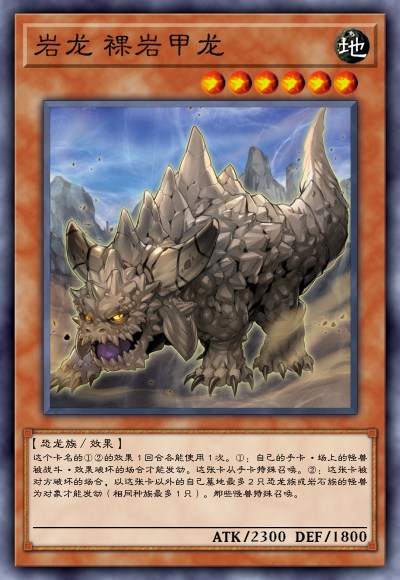 岩龙 裸岩甲龙
地
【恐龙族／效果】
这个卡名的①②的效果1回合各能使用1次。①：自己的手卡·场上的怪兽
被战斗·效果破坏的场合才能发动。这张卡从手卡特殊召唤。②：这张卡被
对方破坏的场合，以这张卡以外的自己墓地最多2只恐龙族或岩石族的怪兽
为对象才能发动（相同种族最多1只）。那些怪兽特殊召唤。
ATK/2300 DEF/1800